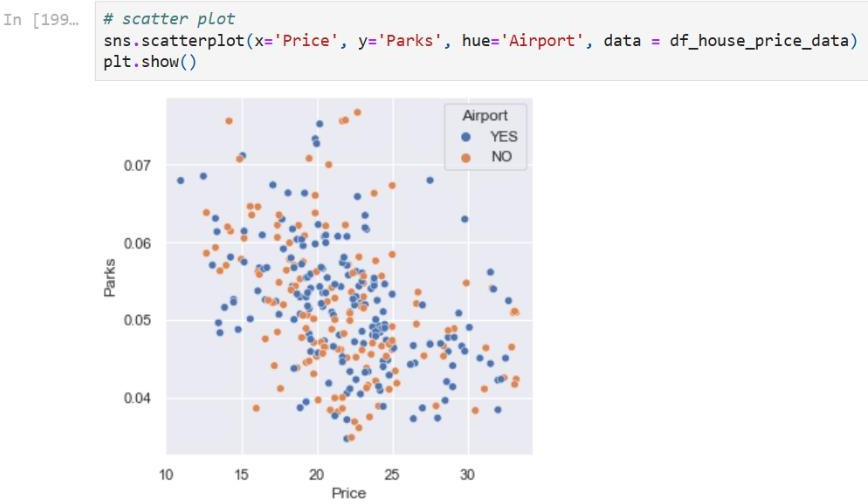 In [199…
# scatter plot
sns.scatterplot(x='Price', y='Parks', hue='Airport', data = df_house_price_data)
plt.show()
Airport
YES
NO
0.07
0.06
0.05
0.04
Parks
10 15 20 25 30
Price